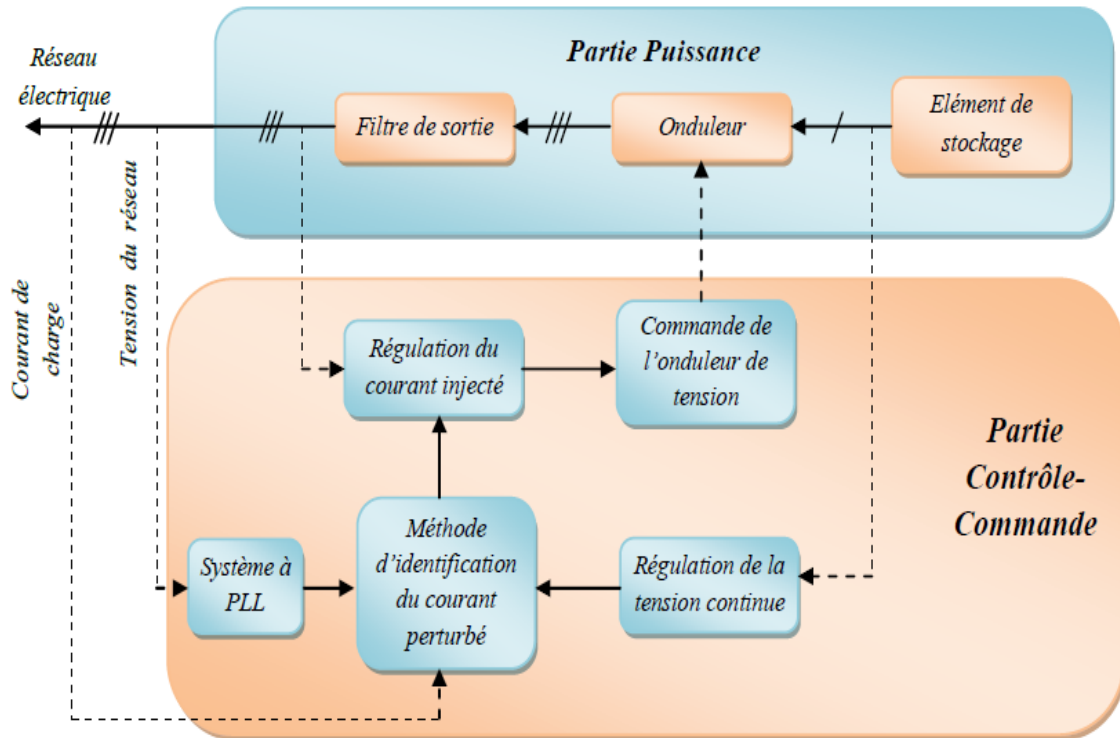 Partie Puissance
Réseau
électrique
Filtre de sortie
Onduleur
Elément de
stockage
Courant de
charge
Tension du réseau
Régulation du
courant injecté
Commande de
l'onduleur de
tension
Partie
Contrôle-
Commande
Système à
PLL
Méthode
d'identification
du courant
perturbé
Régulation de la
tension continue